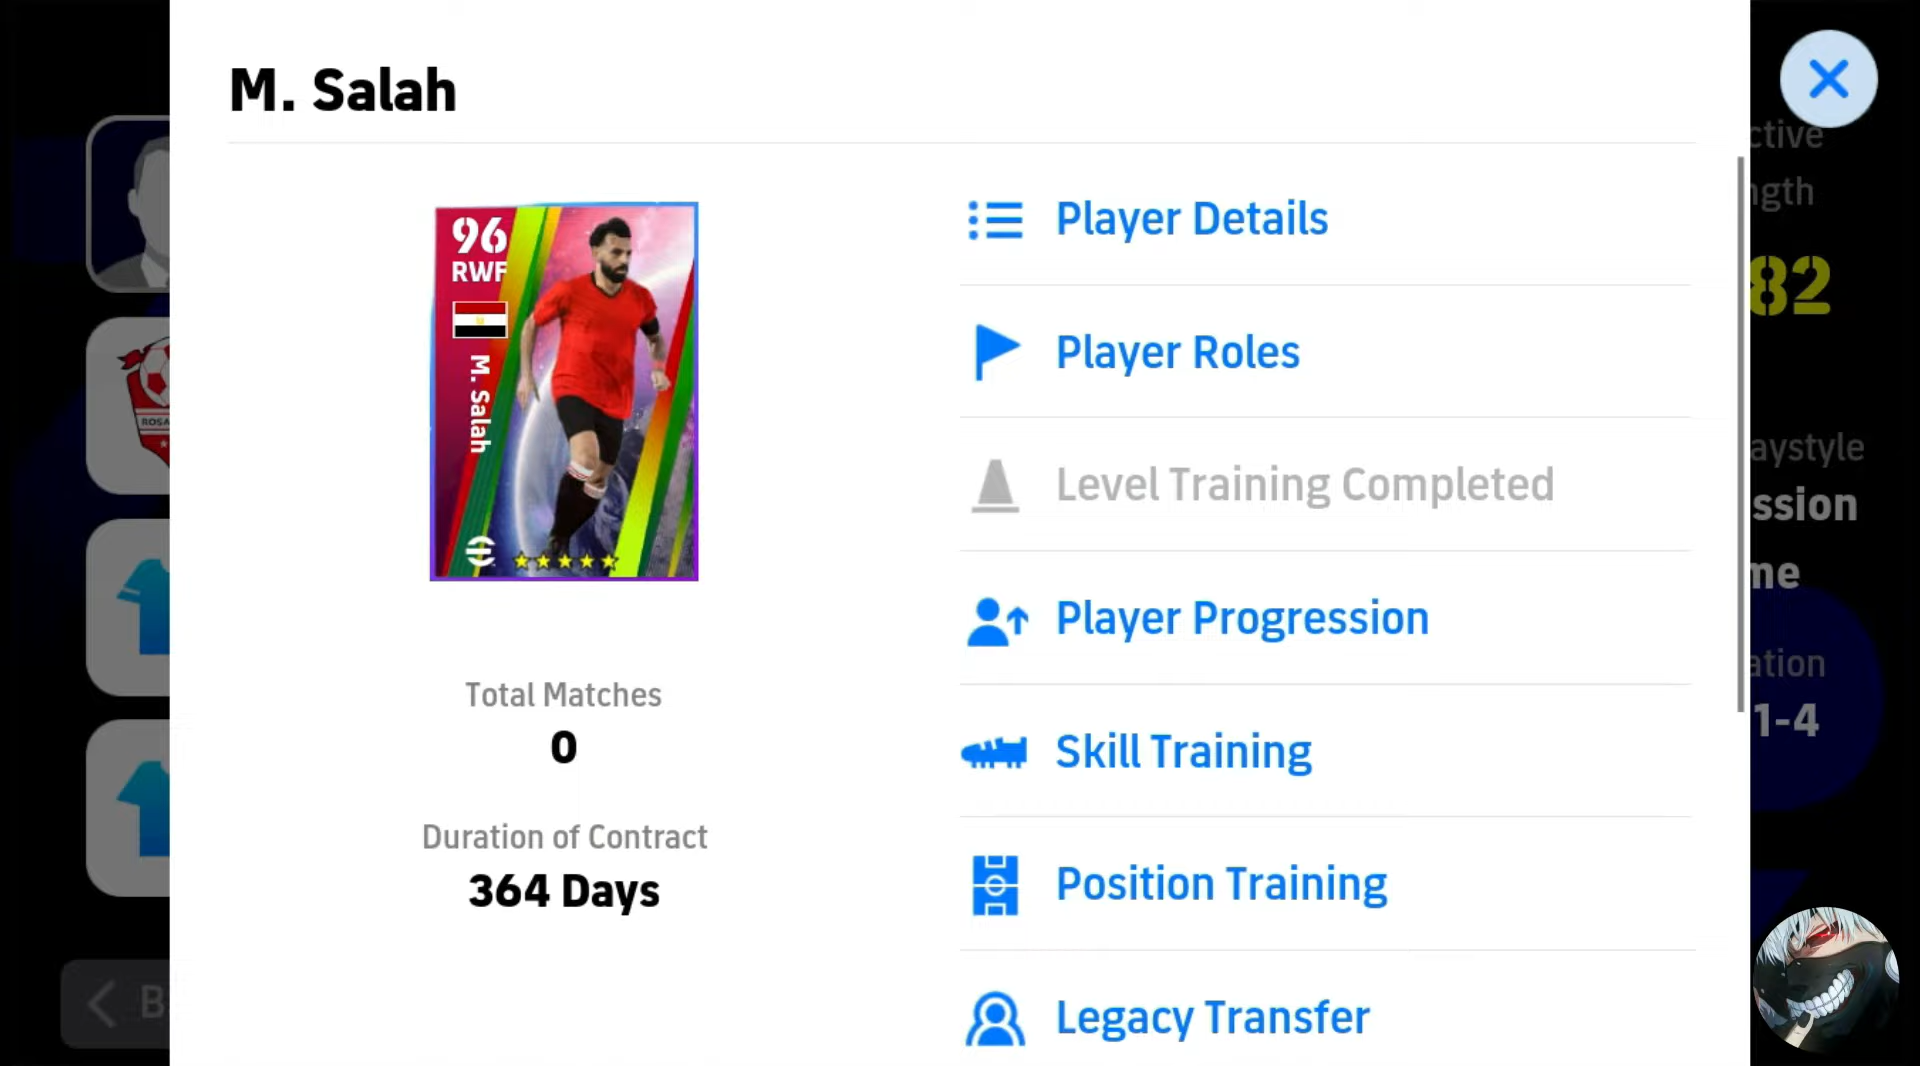 M. Salah
96
RWF
M. Salah
Total Matches
0
Duration of Contract
364 Days
Player Details
Player Roles
Level Training Completed
Player Progression
Skill Training
Position Training
Legacy Transfer
ctive
ngth
82
aystyle
ssion
me
ation
1-4
ROSA
B